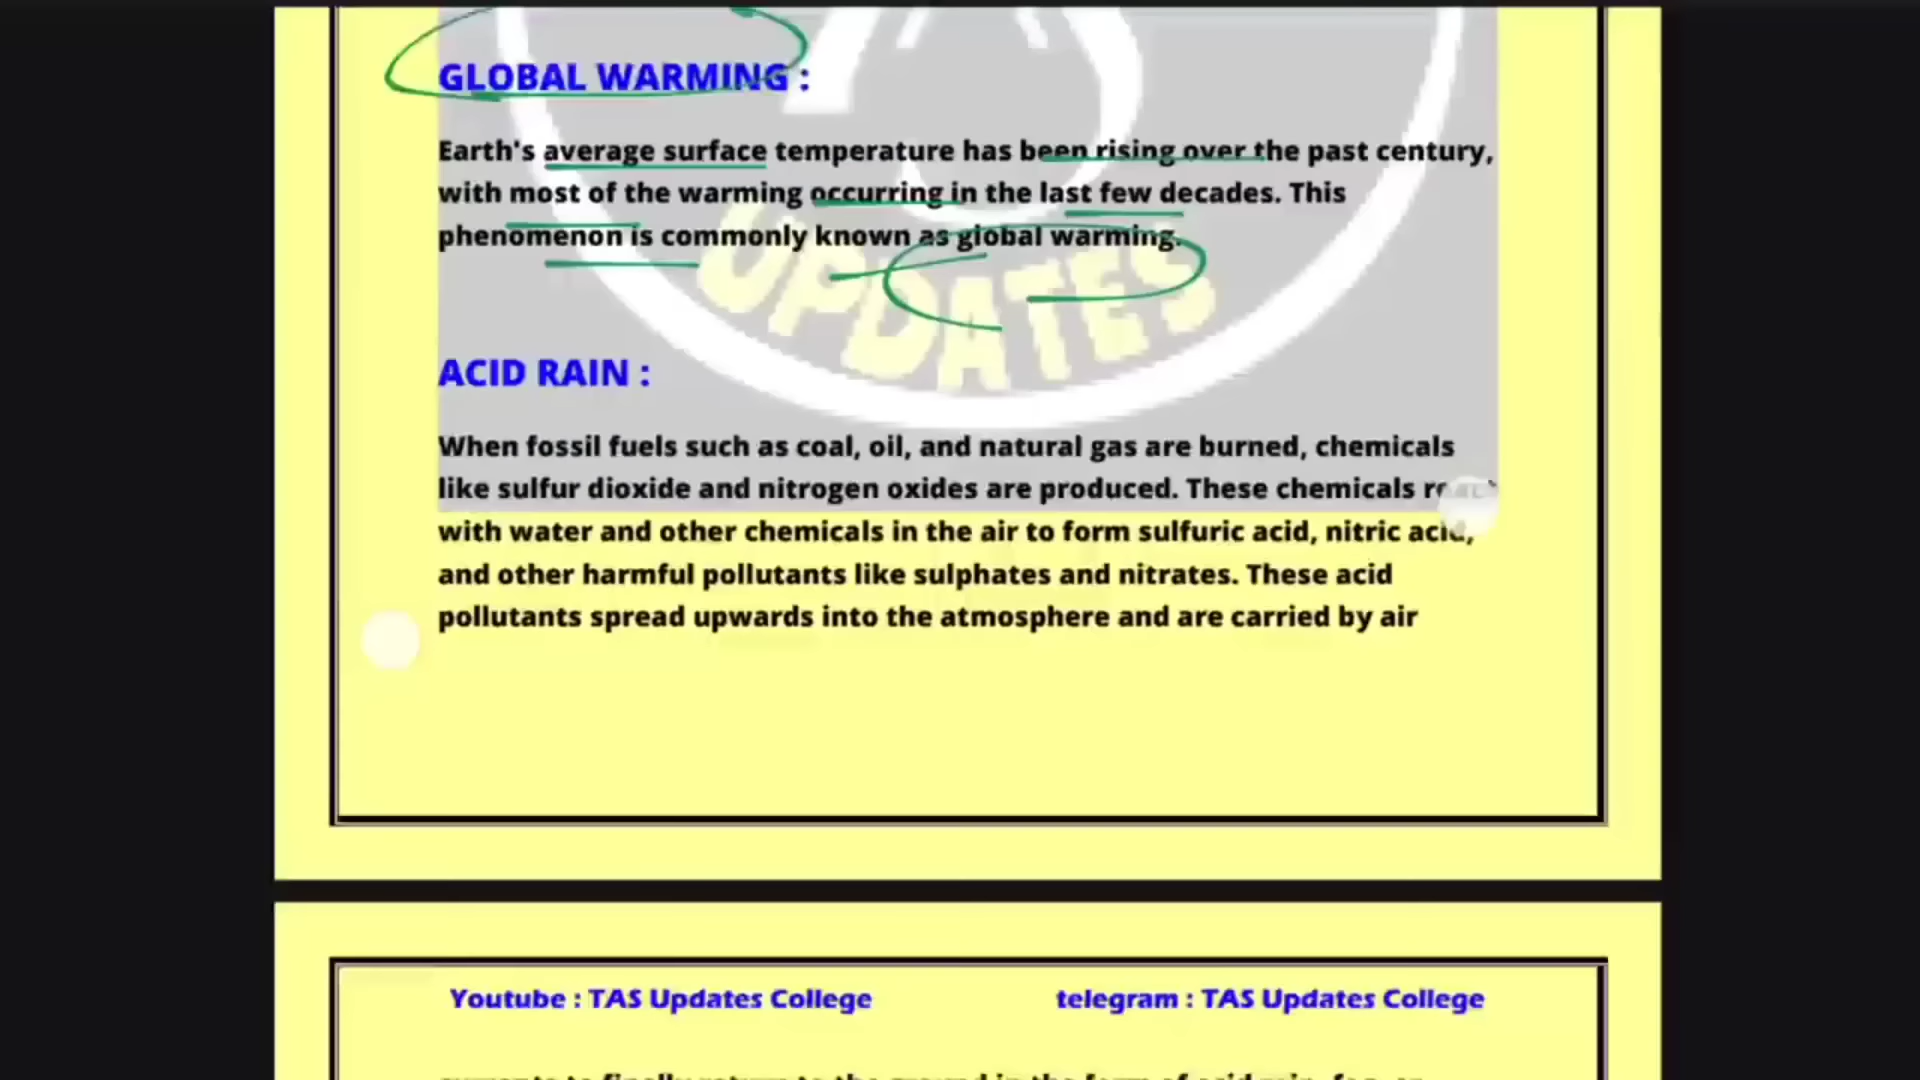 GLOBAL WARMING :
Earth's average surface temperature has been rising over the past century,
with most of the warming occurring in the last few decades. This
phenomenon is commonly known as global warming.
UPDATES
ACID RAIN :
When fossil fuels such as coal, oil, and natural gas are burned, chemicals
like sulfur dioxide and nitrogen oxides are produced. These chemicals react
with water and other chemicals in the air to form sulfuric acid, nitric acid,
and other harmful pollutants like sulphates and nitrates. These acid
pollutants spread upwards into the atmosphere and are carried by air
Youtube : TAS Updates College telegram : TAS Updates College